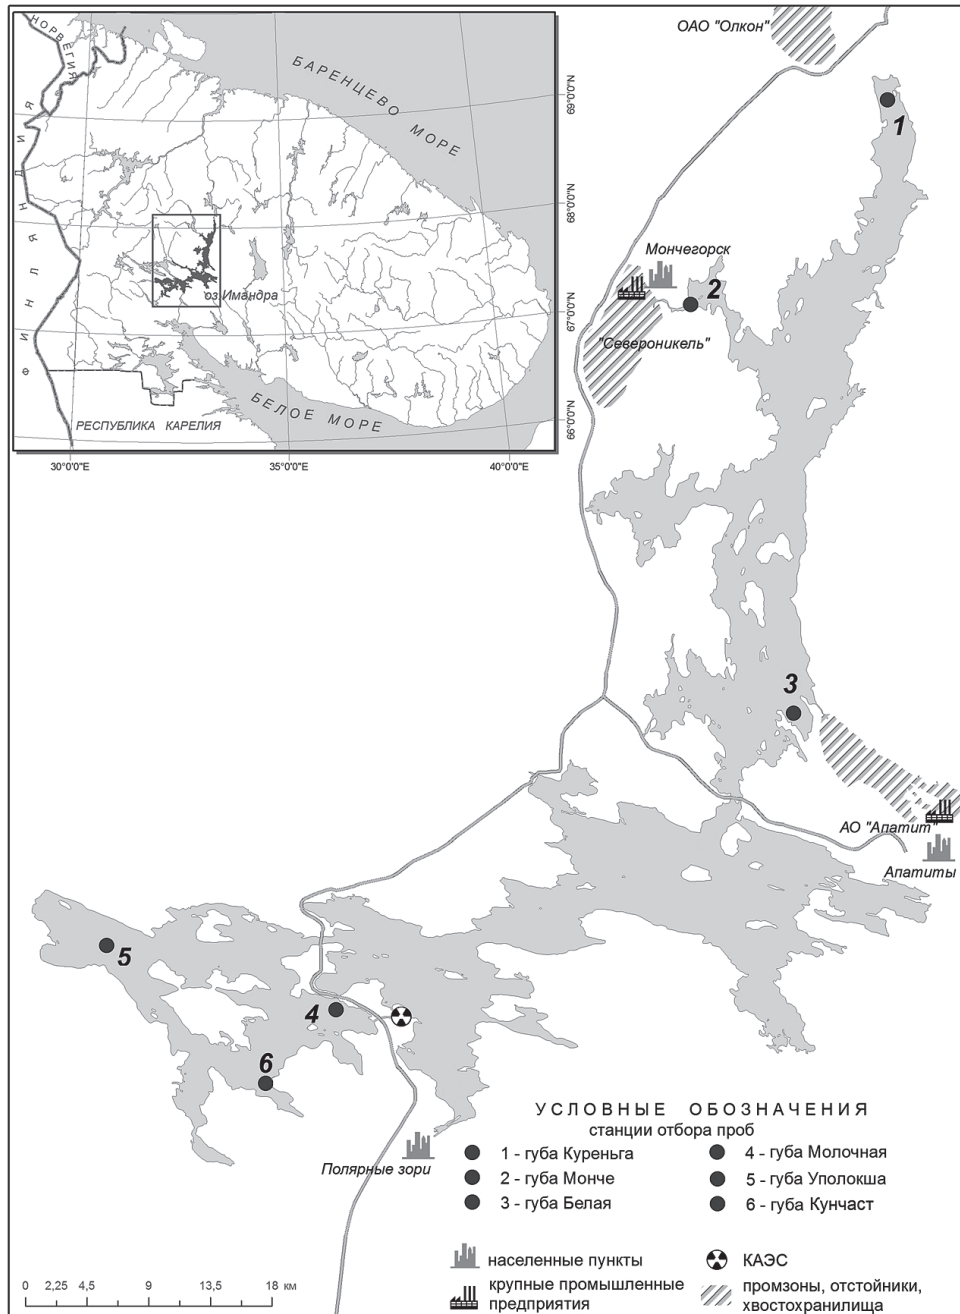 ОАО "Олкон"
НОРВЕГИЯ
БАРЕНЦЕВО МОРЕ
69°0'0"N
1
ФИНЛЯНДИЯ
68°0'0"N
Мончегорск
2
оз.Имандра
67°0'0"N
"Североникель"
БЕЛОЕ МОРЕ
66°0'0"N
РЕСПУБЛИКА КАРЕЛИЯ
30°0'0"E
35°0'0"E
40°0'0"E
3
АО "Апатит"
Апатиты
5
4
6
УСЛОВНЫЕ ОБОЗНАЧЕНИЯ
станции отбора проб
1 - губа Куреньга
2 - губа Монче
3 - губа Белая
4 - губа Молочная
5 - губа Уполокша
6 - губа Кунчаст
Полярные зори
населенные пункты
КАЭС
крупные промышленные
предприятия
промзоны, отстойники,
хвостохранилища
0 2,25 4,5 9 13,5 18 км